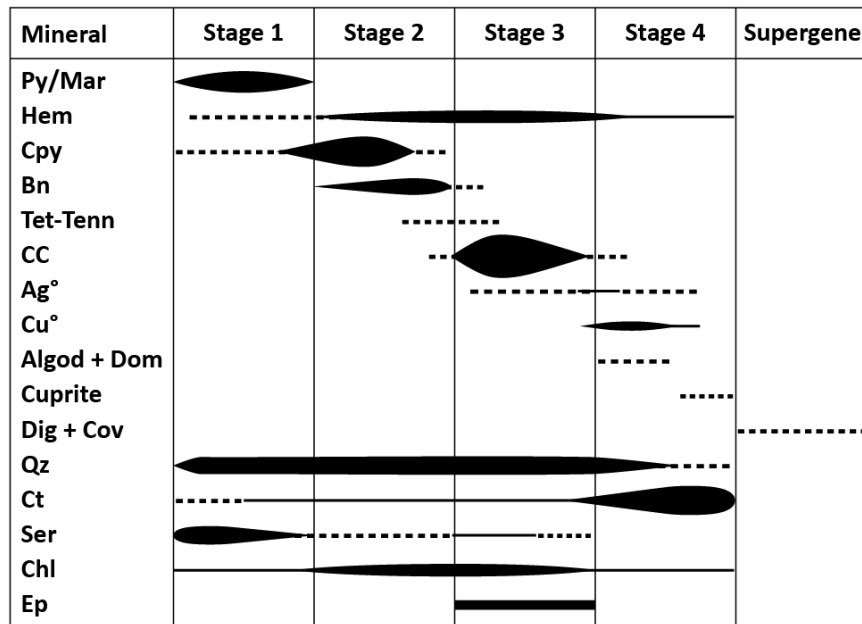 Mineral Stage 1 Stage 2 Stage 3 Stage 4 Supergene
Py/Mar
Hem
Cpy
Bn
Tet-Tenn
CC
Ag°
Cu°
Algod + Dom
Cuprite
Dig + Cov
Qz
Ct
Ser
Chl
Ep